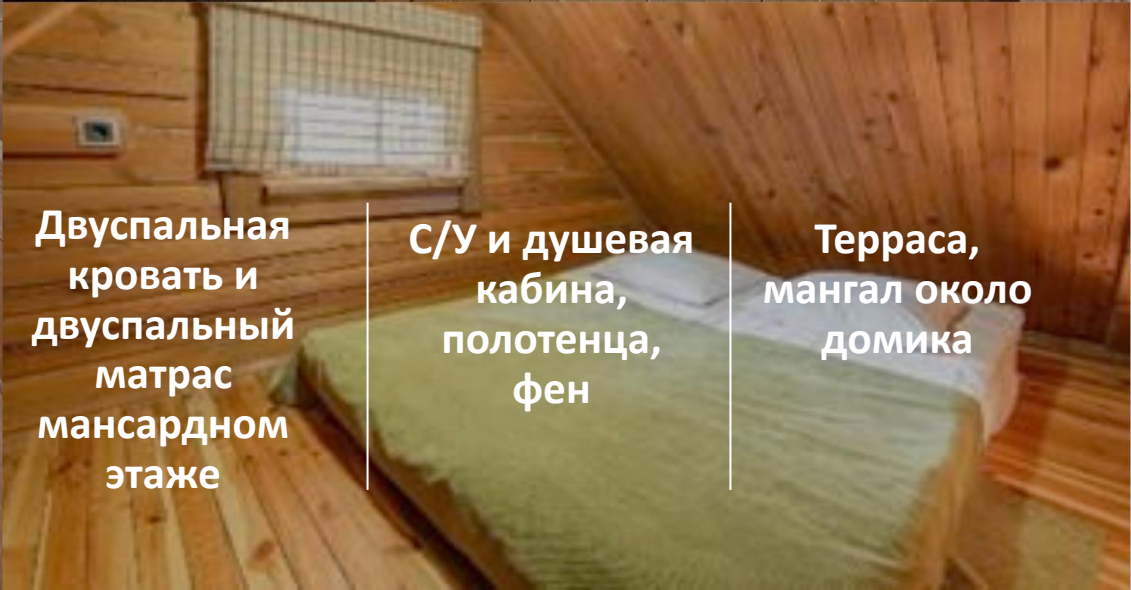 Двуспальная
кровать и
двуспальный
матрас
мансардном
этаже
С/У и душевая
кабина,
полотенца,
фен
Терраса,
мангал около
домика